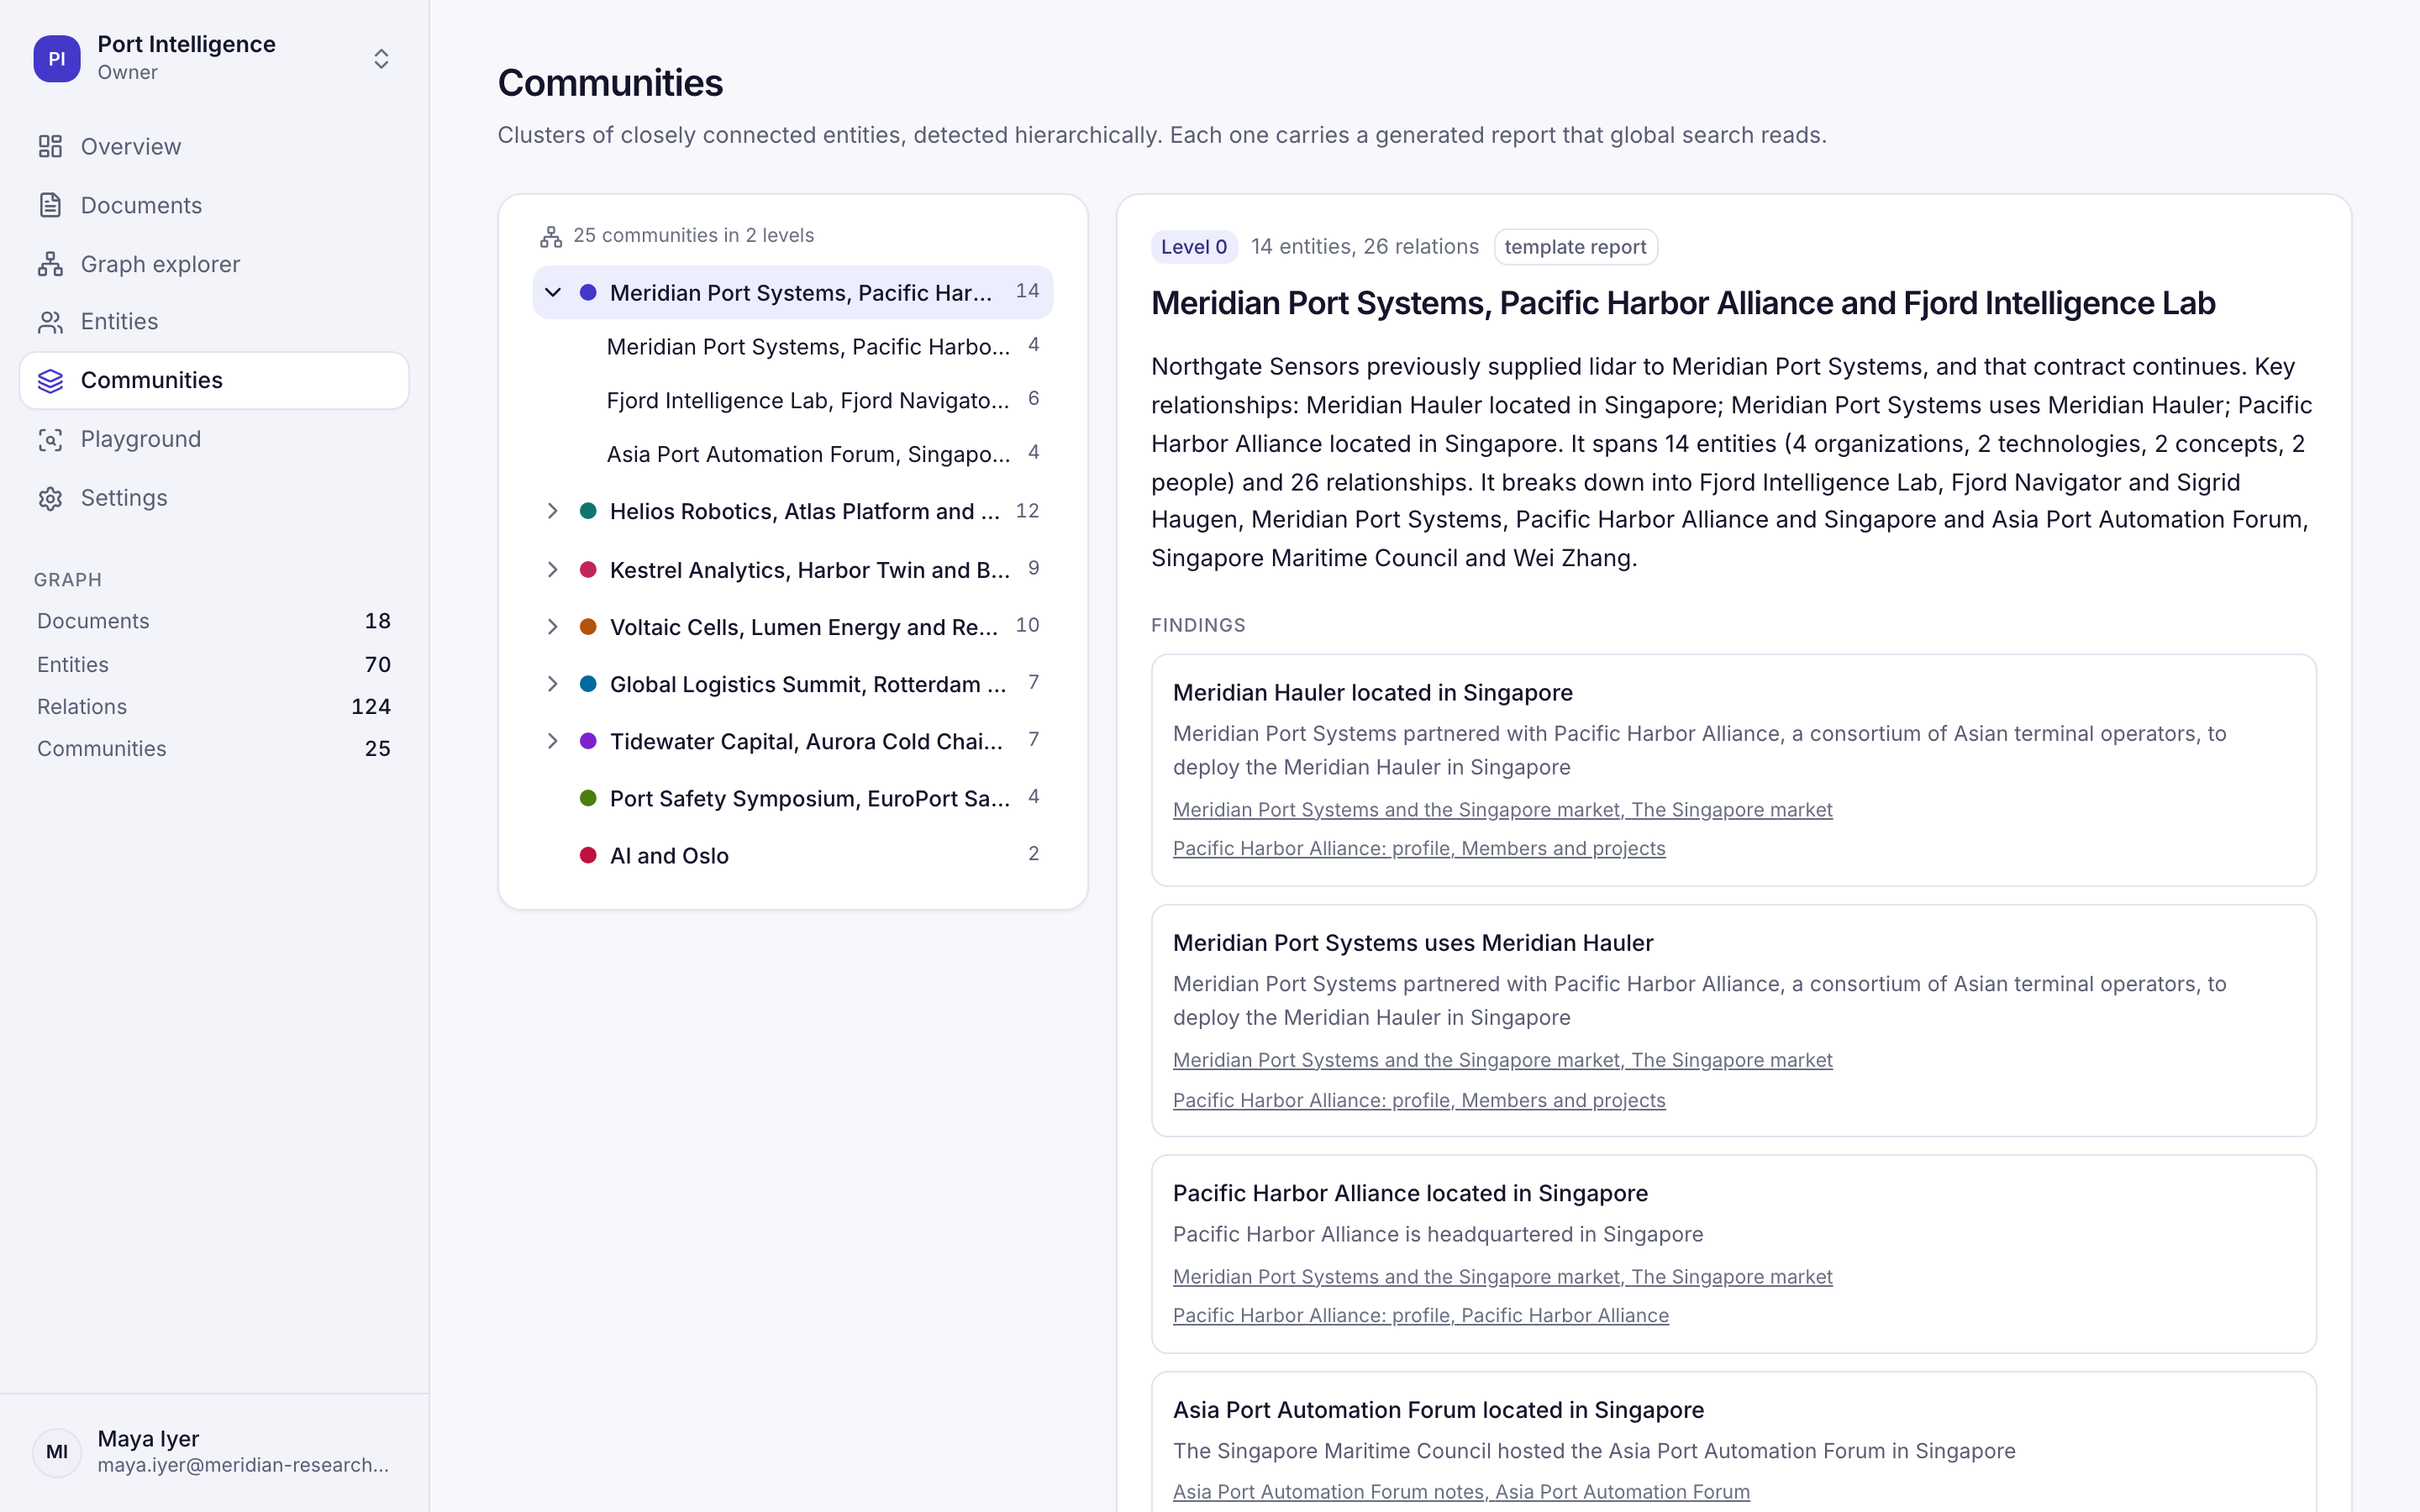 PI
Port Intelligence
Owner
Overview
Documents
Graph explorer
Entities
Communities
Playground
Settings
GRAPH
Documents 18
Entities 70
Relations 124
Communities 25
MI
Maya Iyer
maya.iyer@meridian-research...
Communities
Clusters of closely connected entities, detected hierarchically. Each one carries a generated report that global search reads.
25 communities in 2 levels
Meridian Port Systems, Pacific Har... 14
Meridian Port Systems, Pacific Harbo... 4
Fjord Intelligence Lab, Fjord Navigato... 6
Asia Port Automation Forum, Singapo... 4
Helios Robotics, Atlas Platform and ... 12
Kestrel Analytics, Harbor Twin and B... 9
Voltaic Cells, Lumen Energy and Re... 10
Global Logistics Summit, Rotterdam ... 7
Tidewater Capital, Aurora Cold Chai... 7
Port Safety Symposium, EuroPort Sa... 4
AI and Oslo 2
Level 0 14 entities, 26 relations template report
Meridian Port Systems, Pacific Harbor Alliance and Fjord Intelligence Lab
Northgate Sensors previously supplied lidar to Meridian Port Systems, and that contract continues. Key
relationships: Meridian Hauler located in Singapore; Meridian Port Systems uses Meridian Hauler; Pacific
Harbor Alliance located in Singapore. It spans 14 entities (4 organizations, 2 technologies, 2 concepts, 2
people) and 26 relationships. It breaks down into Fjord Intelligence Lab, Fjord Navigator and Sigrid
Haugen, Meridian Port Systems, Pacific Harbor Alliance and Singapore and Asia Port Automation Forum,
Singapore Maritime Council and Wei Zhang.
FINDINGS
Meridian Hauler located in Singapore
Meridian Port Systems partnered with Pacific Harbor Alliance, a consortium of Asian terminal operators, to
deploy the Meridian Hauler in Singapore
Meridian Port Systems and the Singapore market, The Singapore market
Pacific Harbor Alliance: profile, Members and projects
Meridian Port Systems uses Meridian Hauler
Meridian Port Systems partnered with Pacific Harbor Alliance, a consortium of Asian terminal operators, to
deploy the Meridian Hauler in Singapore
Meridian Port Systems and the Singapore market, The Singapore market
Pacific Harbor Alliance: profile, Members and projects
Pacific Harbor Alliance located in Singapore
Pacific Harbor Alliance is headquartered in Singapore
Meridian Port Systems and the Singapore market, The Singapore market
Pacific Harbor Alliance: profile, Pacific Harbor Alliance
Asia Port Automation Forum located in Singapore
The Singapore Maritime Council hosted the Asia Port Automation Forum in Singapore
Asia Port Automation Forum notes, Asia Port Automation Forum